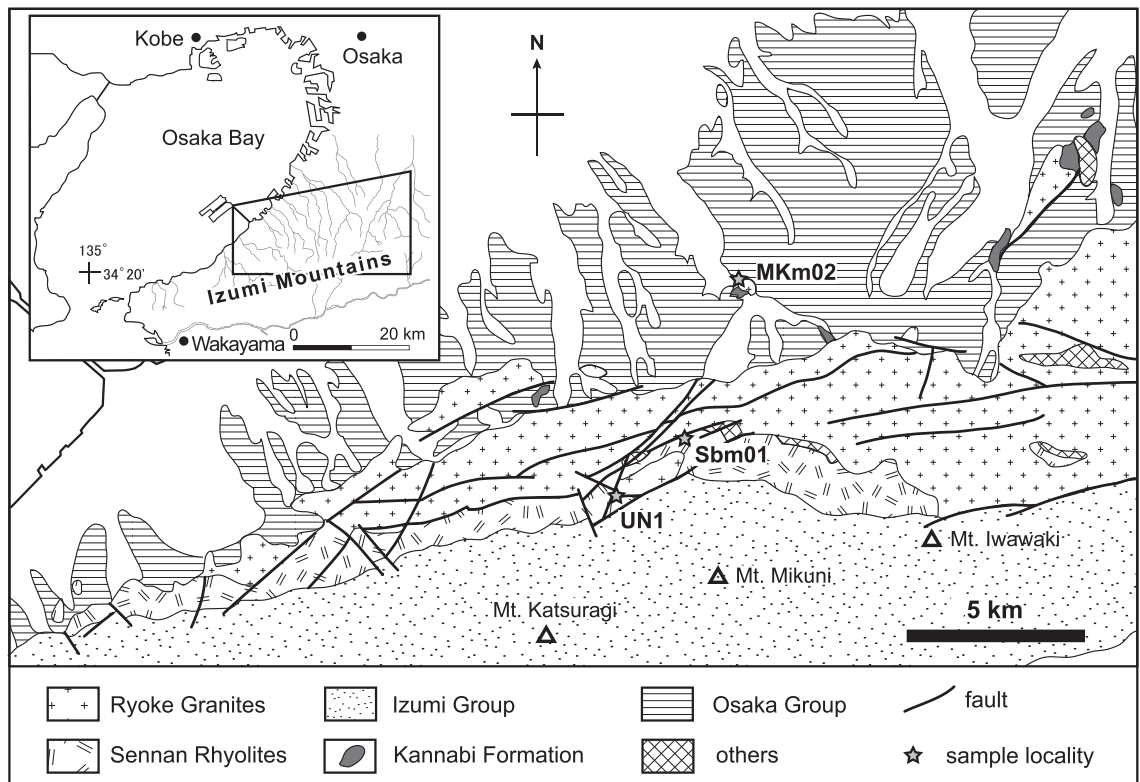 Kobe
Osaka
Osaka Bay
135°
34°20'
Izumi Mountains
Wakayama
0
20 km
N
MKm02
Sbm01
UN1
Mt. Iwawaki
Mt. Mikuni
Mt. Katsuragi
5 km
Ryoke Granites
Izumi Group
Osaka Group
fault
Sennan Rhyolites
Kannabi Formation
others
sample locality